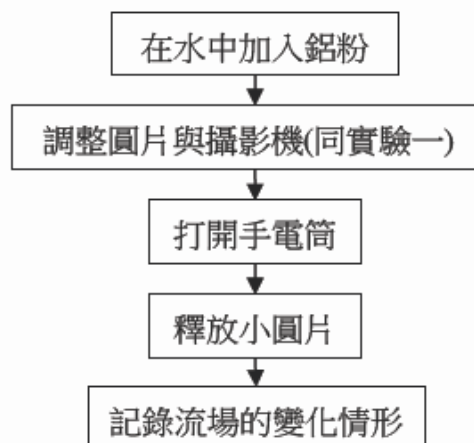 在水中加入鋁粉
調整圓片與攝影機(同實驗一)
打開手電筒
釋放小圓片
記錄流場的變化情形